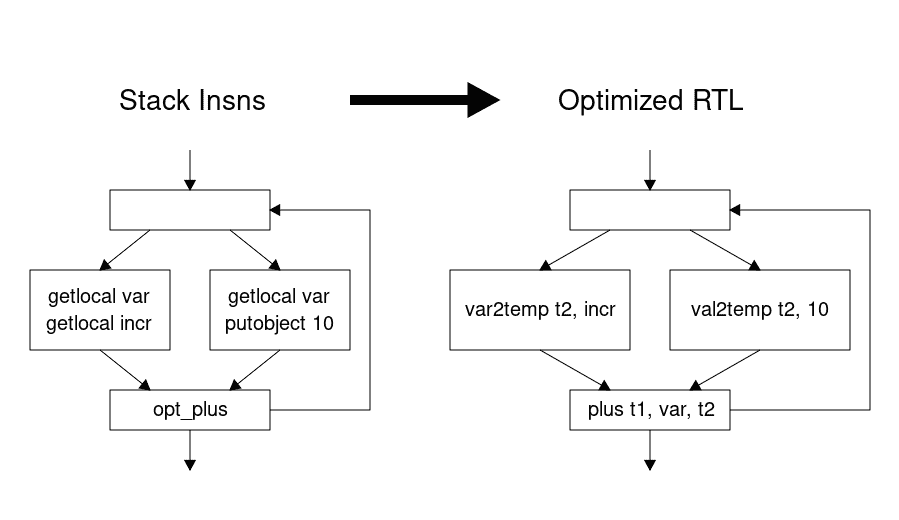 Stack Insns
Optimized RTL
getlocal var
getlocal incr
getlocal var
putobject 10
opt_plus
var2temp t2, incr
val2temp t2, 10
plus t1, var, t2